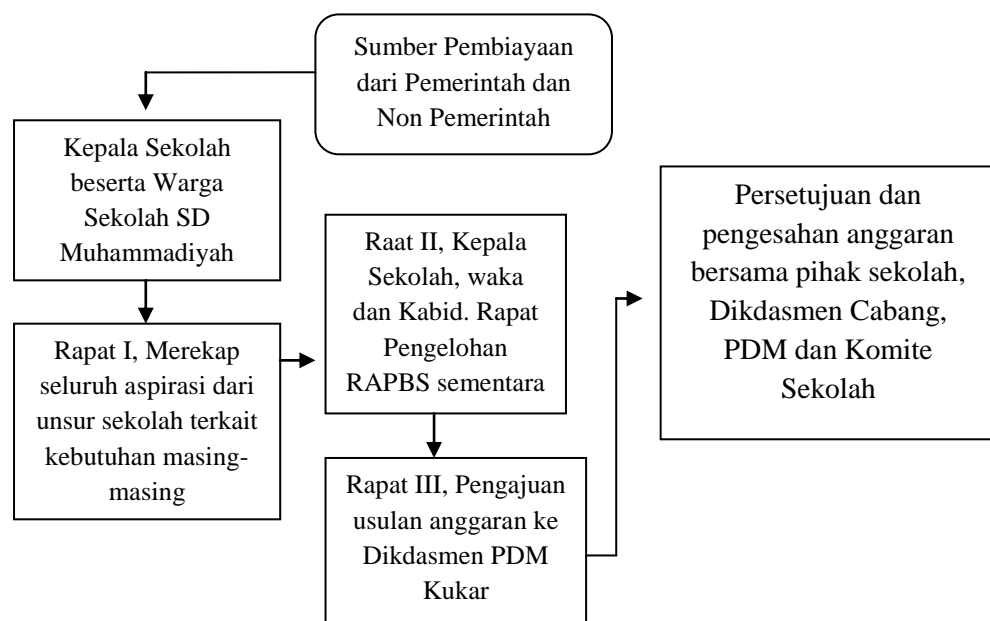 Sumber Pembiayaan
dari Pemerintah dan
Non Pemerintah
Kepala Sekolah
beserta Warga
Sekolah SD
Muhammadiyah
Rapat I, Merekap
seluruh aspirasi dari
unsur sekolah terkait
kebutuhan masing-
masing
Raat II, Kepala
Sekolah, waka
dan Kabid. Rapat
Pengelohan
RAPBS sementara
Rapat III, Pengajuan
usulan anggaran ke
Dikdasmen PDM
Kukar
Persetujuan dan
pengesahan anggaran
bersama pihak sekolah,
Dikdasmen Cabang,
PDM dan Komite
Sekolah